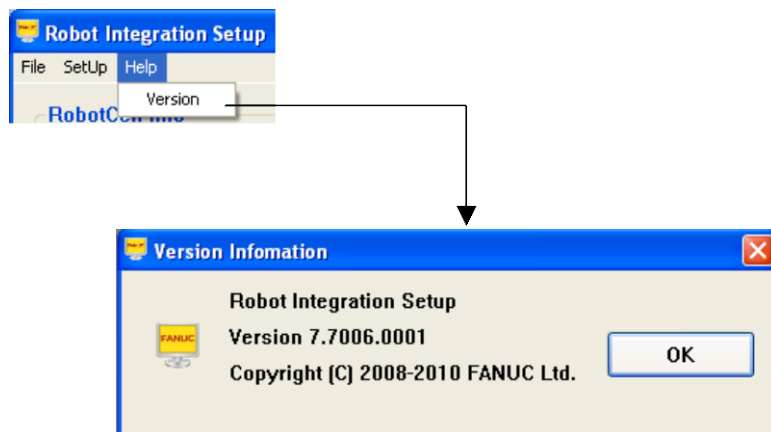 Robot Integration Setup
File SetUp Help
Version
Version Infomation
Robot Integration Setup
FANUC
Version 7.7006.0001
OK
Copyright (C) 2008-2010 FANUC Ltd.